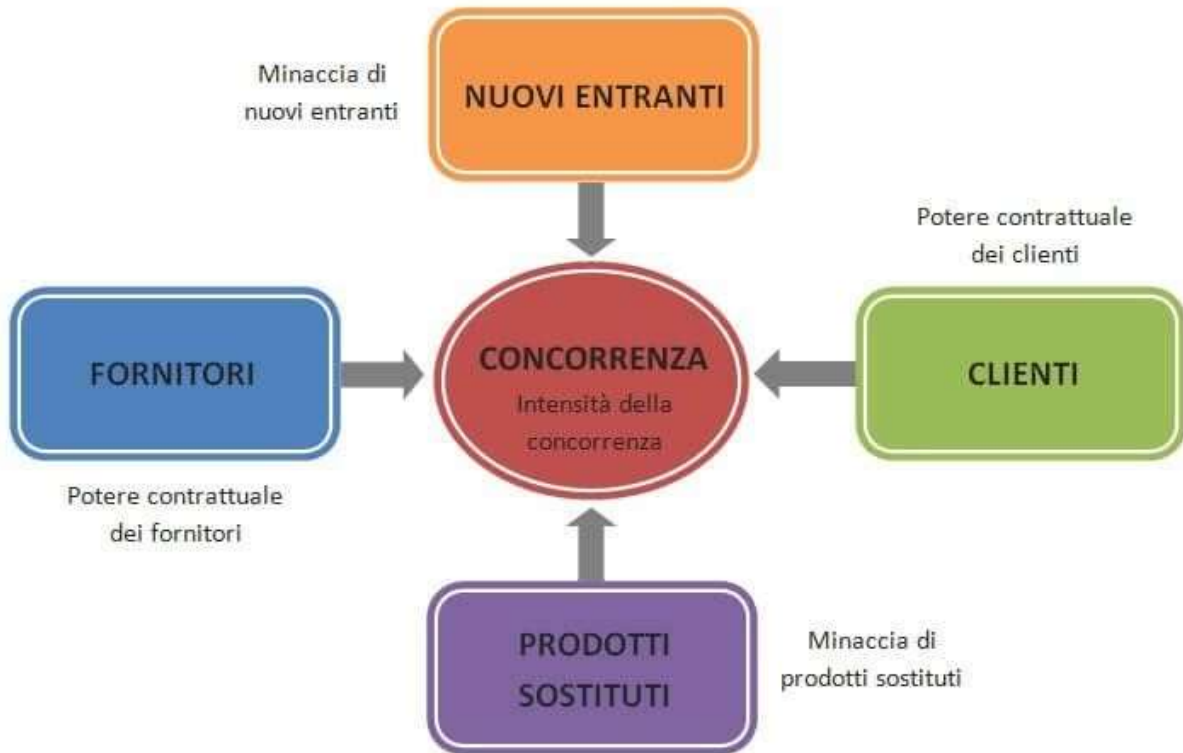 Minaccia di
nuovi entranti
NUOVI ENTRANTI
Potere contrattuale
dei clienti
FORNITORI
CONCORRENZA
Intensità della
concorrenza
CLIENTI
Potere contrattuale
dei fornitori
PRODOTTI
SOSTITUTI
Minaccia di
prodotti sostituti